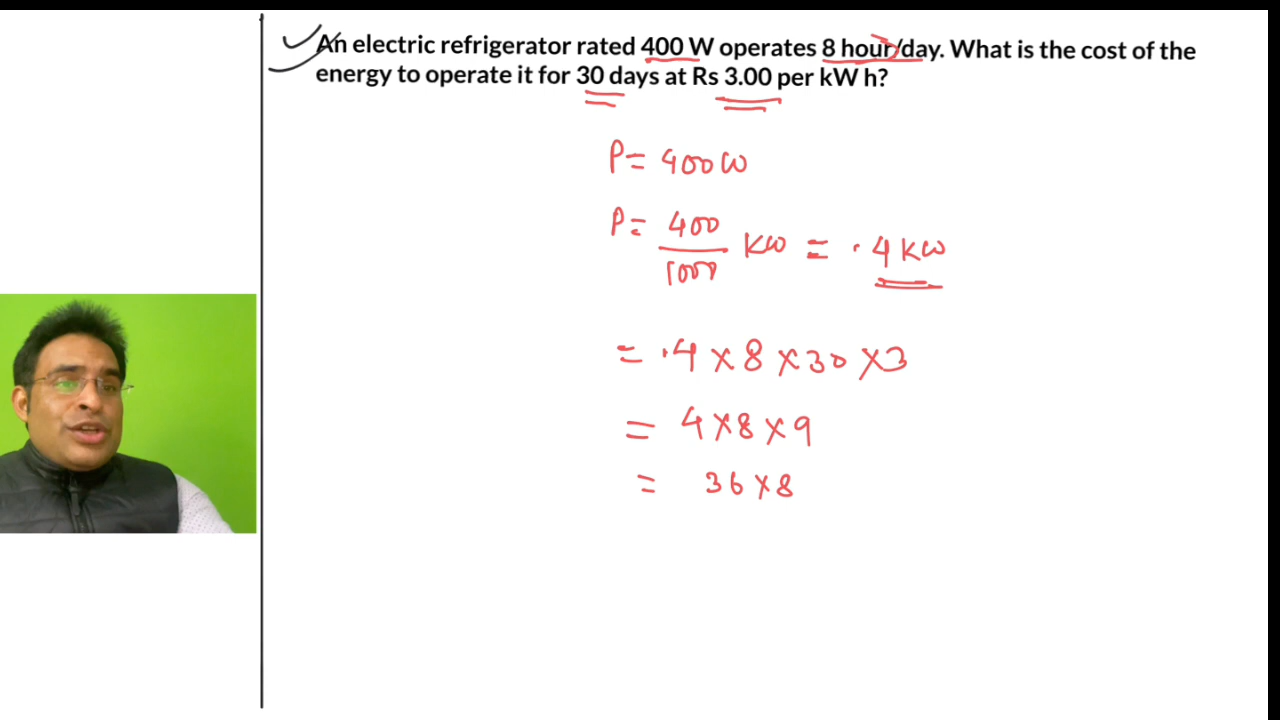 An electric refrigerator rated 400 W operates 8 hour/day. What is the cost of the
energy to operate it for 30 days at Rs 3.00 per kW h?
P= 400W
P= 400/1000 KW = .4 KW
= .4 × 8 × 30 × 3
= 4 × 8 × 9
= 36 × 8